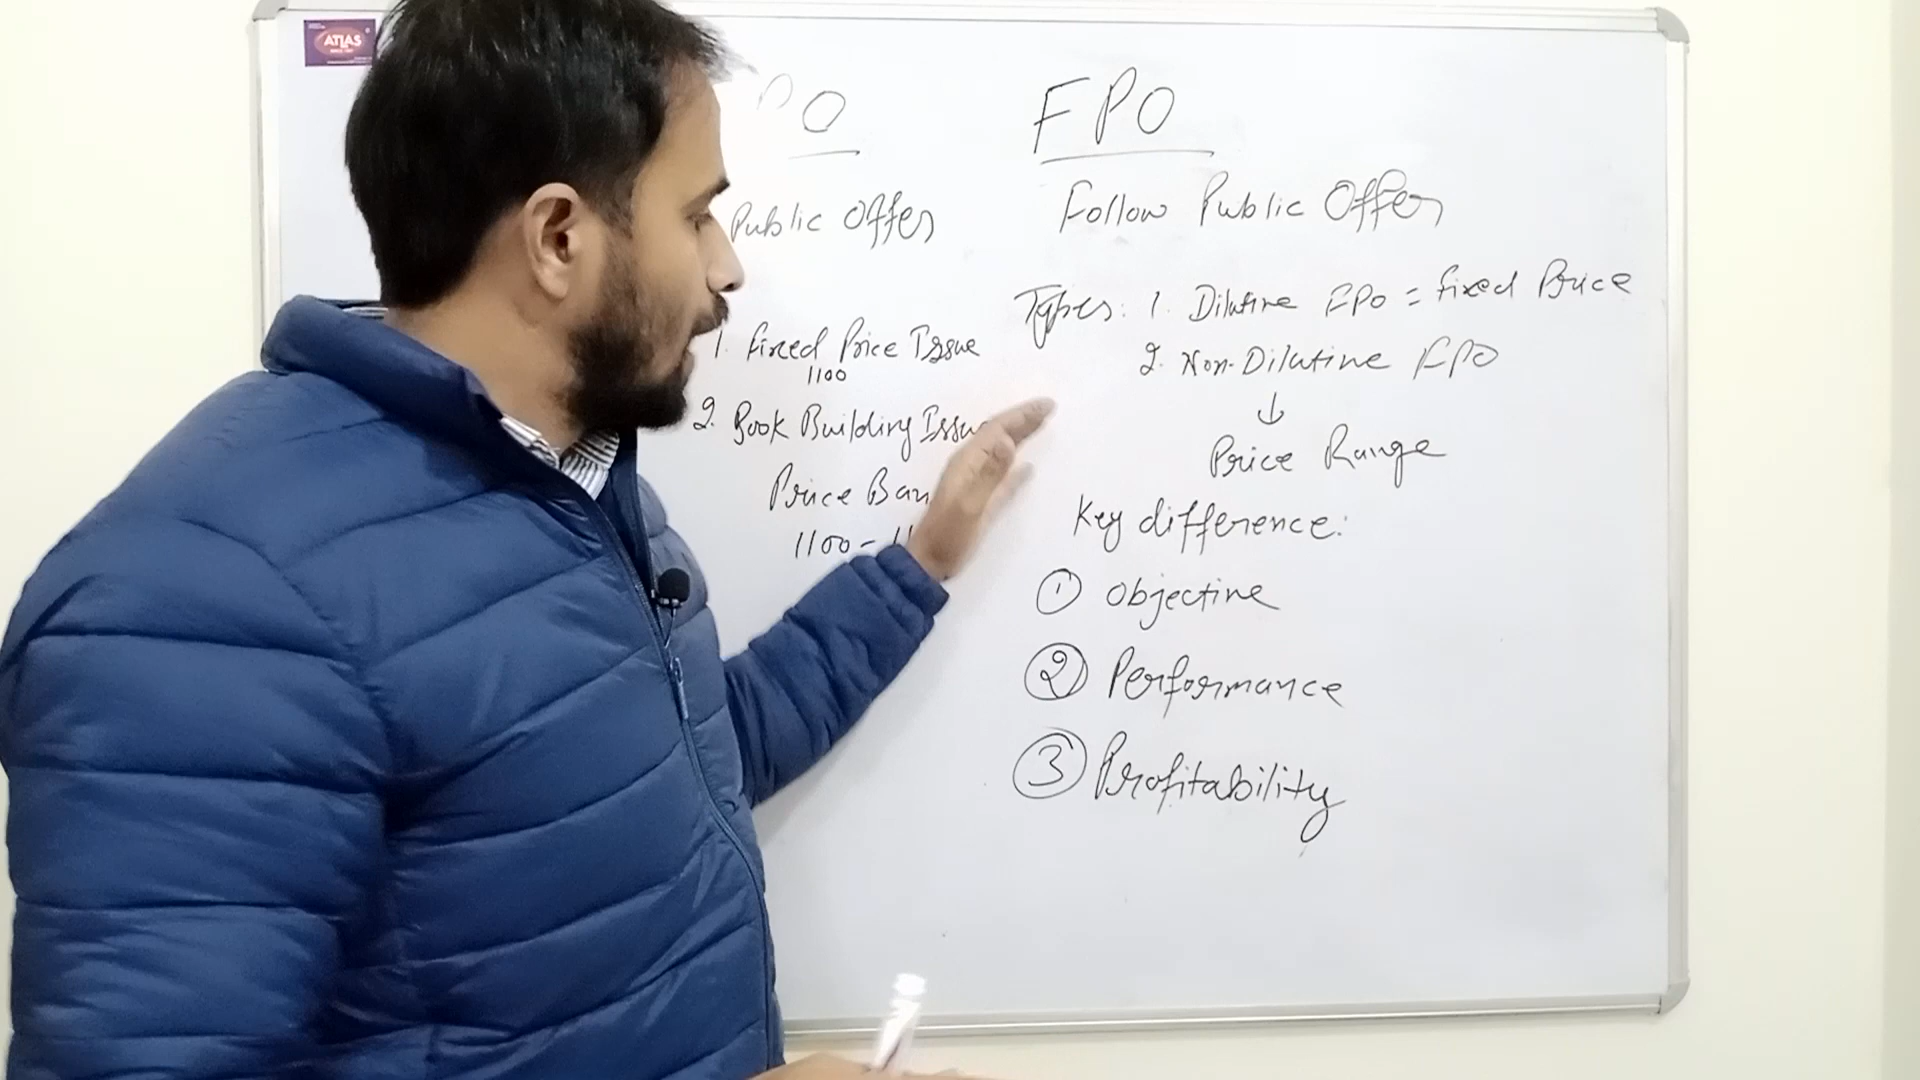 ATLAS
PO
Public Offer
1. Fixed Price Issue
1100
2. Book Building Issue
Price Ban
1100 - 11
FPO
Follow Public Offer
Types: 1. Dilutive FPO = fixed Price
2. Non-Dilutive FPO
↓
Price Range
Key difference:
① Objective
② Performance
③ Profitability